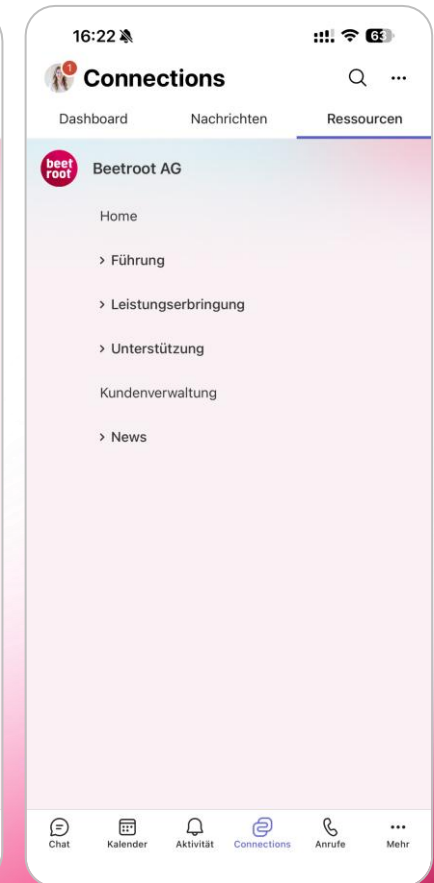 16:22
63
1
Connections
Dashboard Nachrichten Ressourcen
beet
root
Beetroot AG
Home
> Führung
> Leistungserbringung
> Unterstützung
Kundenverwaltung
> News
Chat Kalender Aktivität Connections Anrufe Mehr